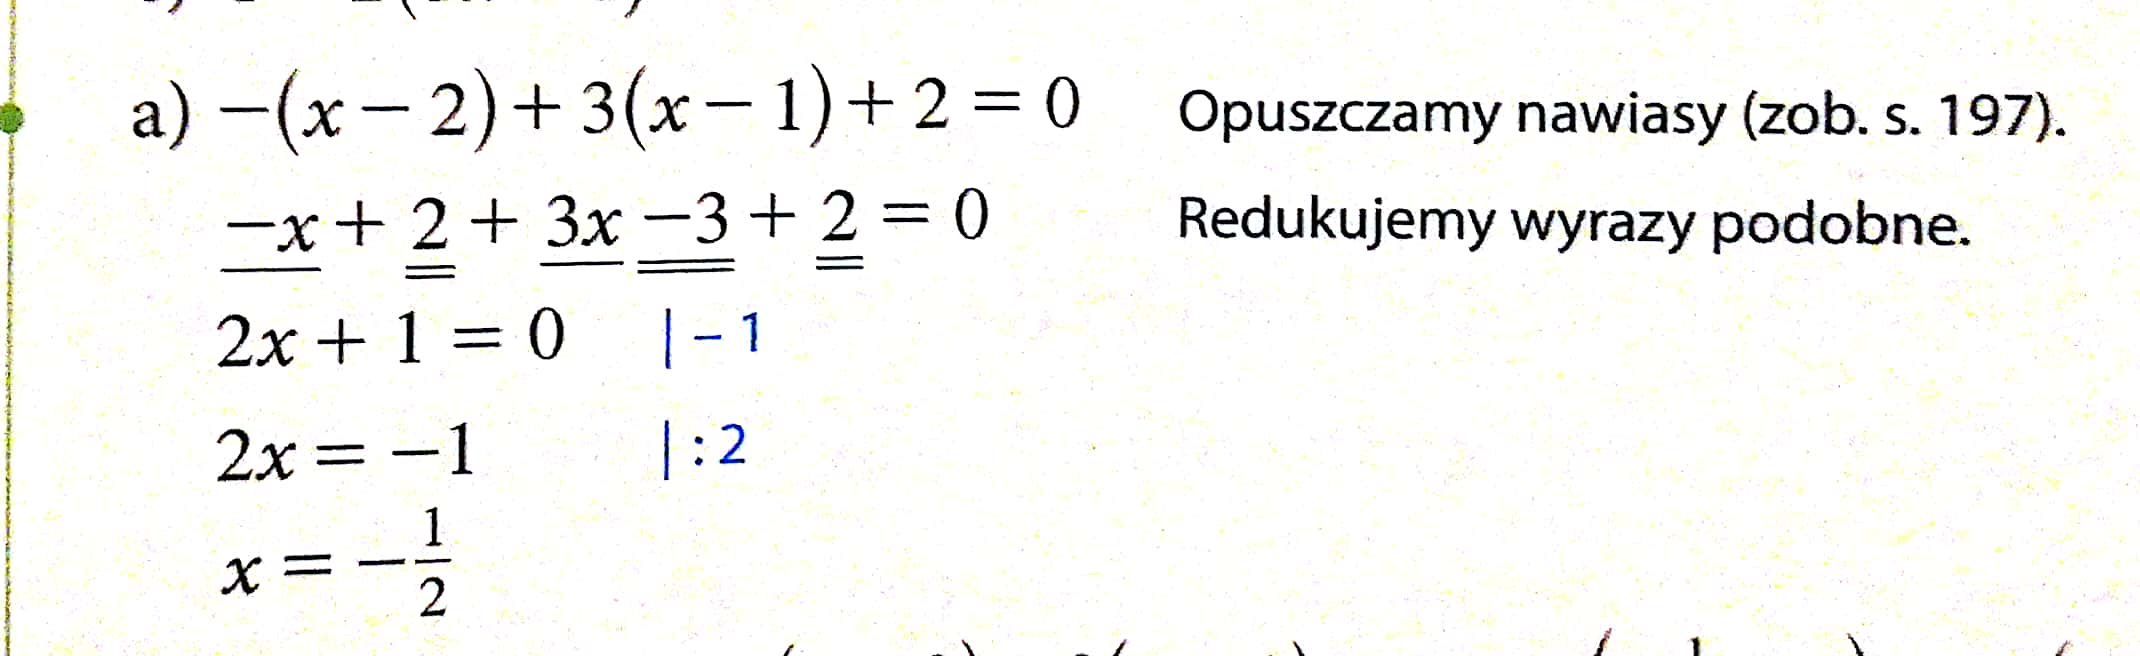 a) −(x − 2) + 3(x − 1) + 2 = 0 Opuszczamy nawiasy (zob. s. 197).
−x + 2 + 3x −3 + 2 = 0 Redukujemy wyrazy podobne.
2x + 1 = 0 | − 1
2x = −1 | : 2
x = −1/2